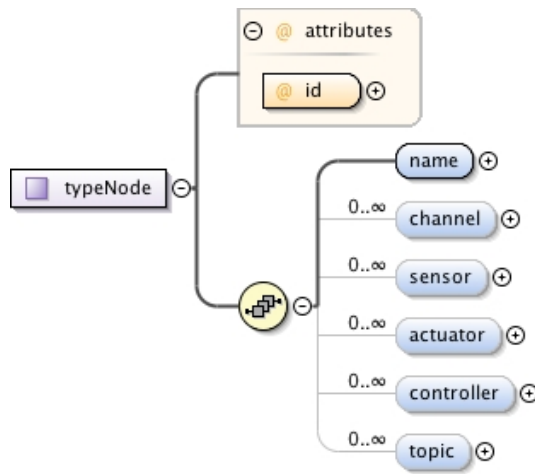 @ attributes
@ id
typeNode
name
0..∞
channel
0..∞
sensor
0..∞
actuator
0..∞
controller
0..∞
topic